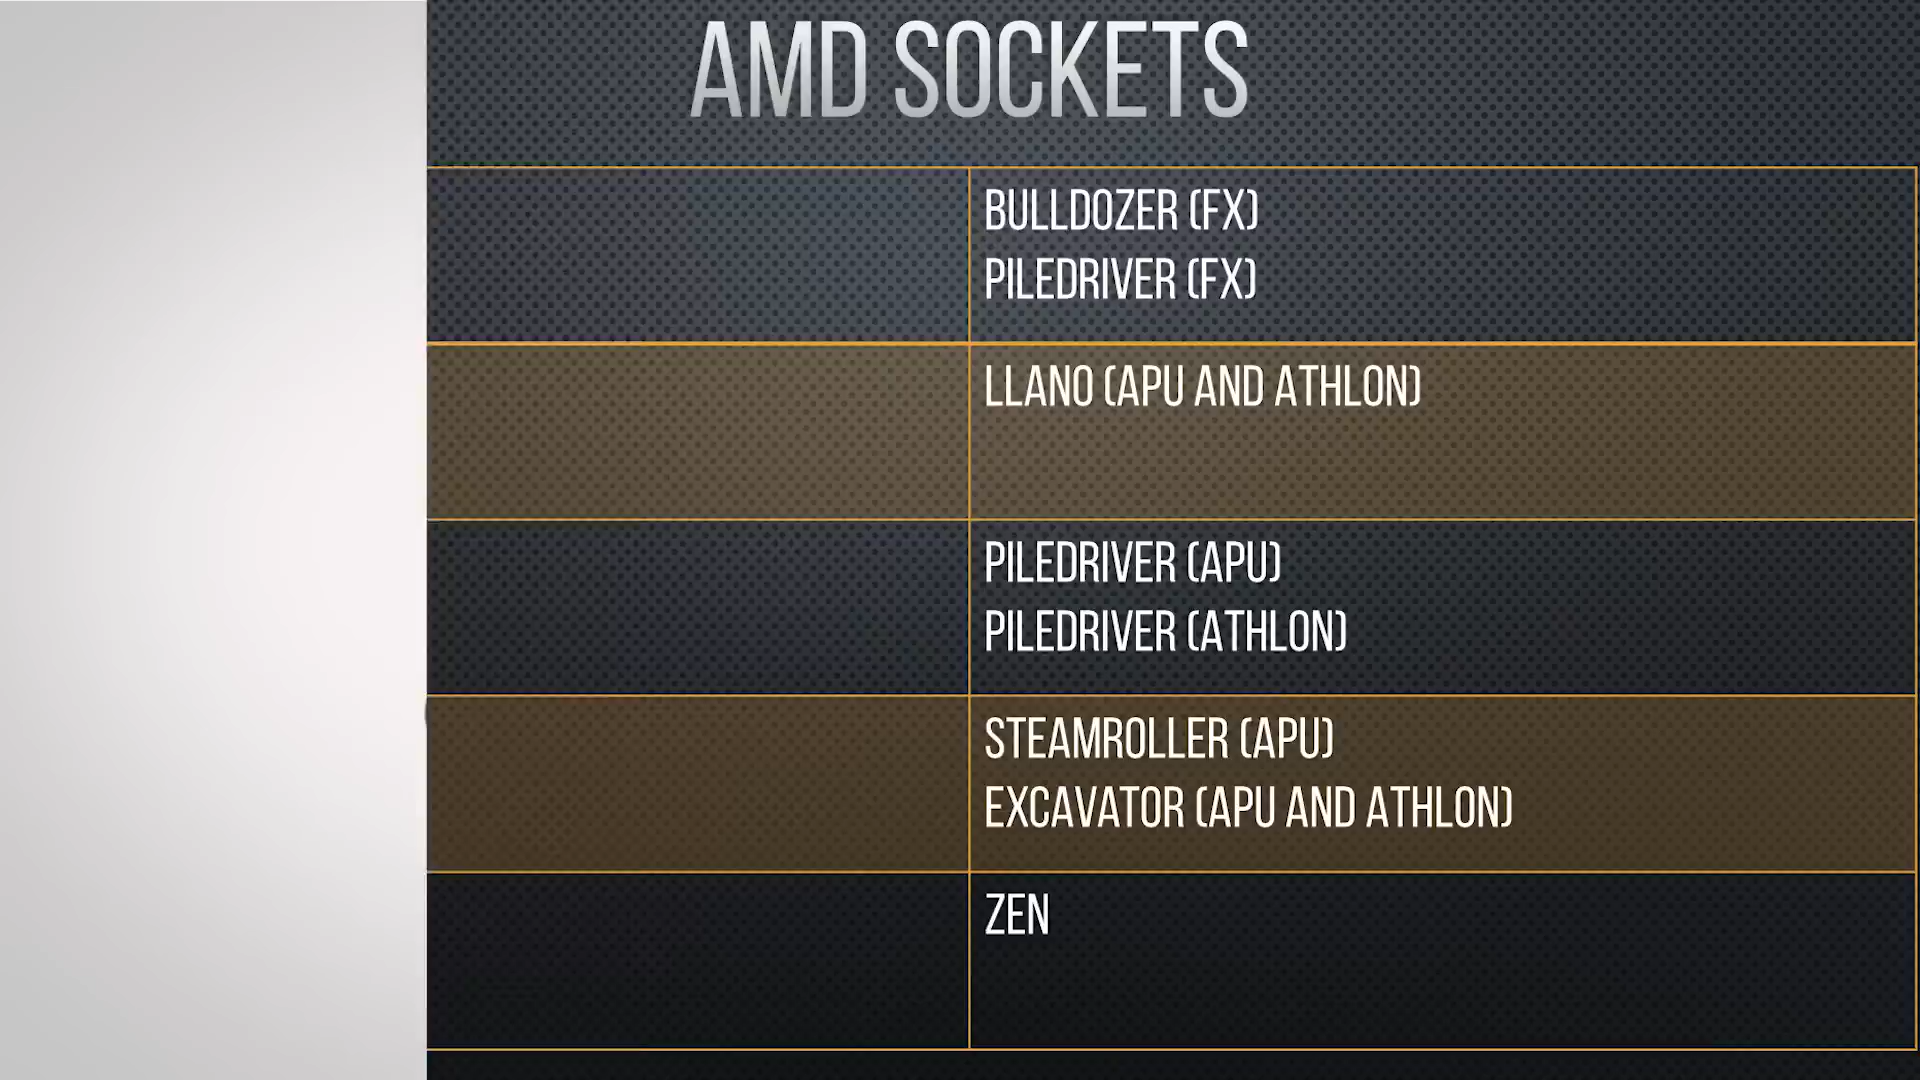 AMD SOCKETS
BULLDOZER (FX)
PILEDRIVER (FX)
LLANO (APU AND ATHLON)
PILEDRIVER (APU)
PILEDRIVER (ATHLON)
STEAMROLLER (APU)
EXCAVATOR (APU AND ATHLON)
ZEN